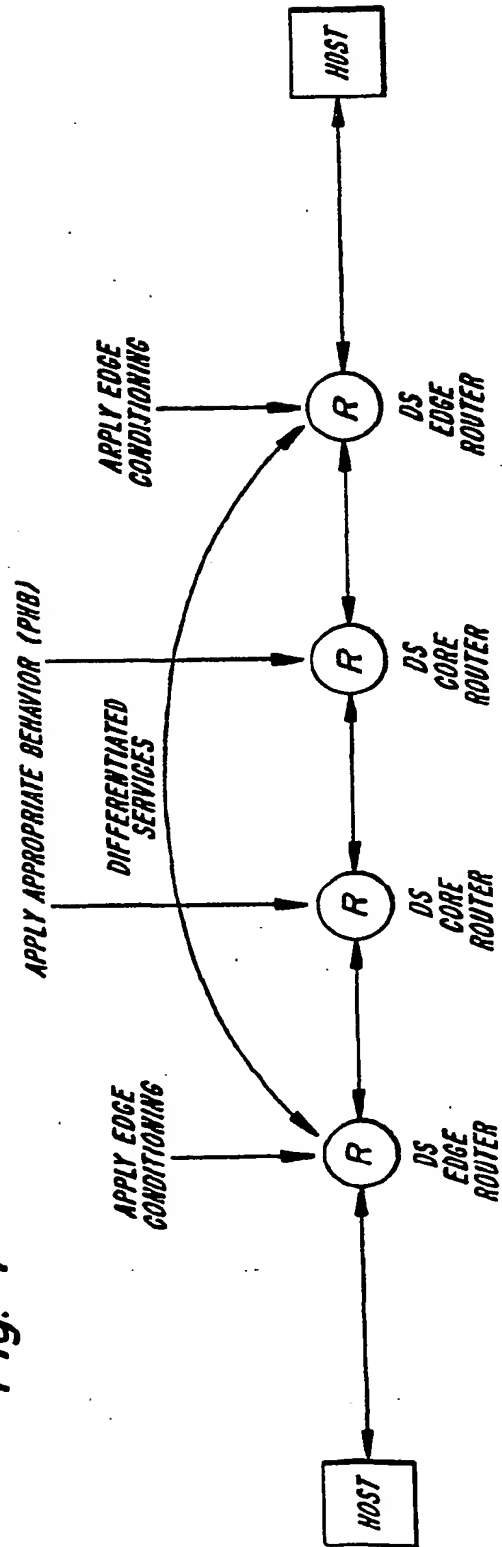 Fig. 1
APPLY APPROPRIATE BEHAVIOR (PHB)
APPLY EDGE
CONDITIONING
DIFFERENTIATED
SERVICES
APPLY EDGE
CONDITIONING
HOST
R
R
R
R
HOST
DS
EDGE
ROUTER
DS
CORE
ROUTER
DS
CORE
ROUTER
DS
EDGE
ROUTER